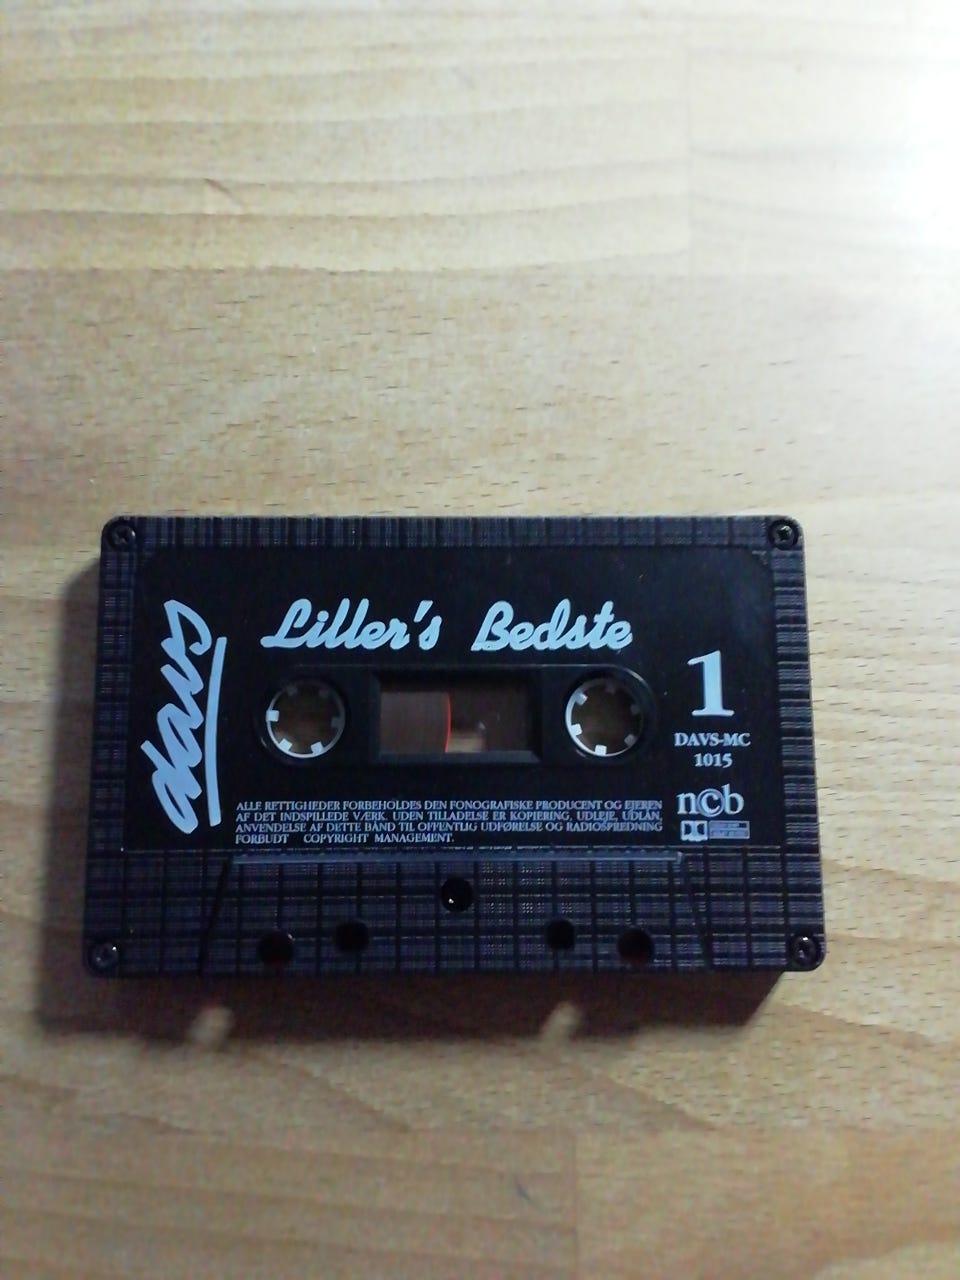 davs
Liller's Bedste
1
DAVS-MC
1015
ncb
ALLE RETTIGHEDER FORBEHOLDES DEN FONOGRAFISKE PRODUCENT OG EJEREN
AF DET INDSPILLEDE VÆRK. UDEN TILLADELSE ER KOPIERING, UDLEJE, UDLÅN,
ANVENDELSE AF DETTE BÅND TIL OFFENTLIG UDFØRELSE OG RADIOSPREDNING
FORBUDT COPYRIGHT MANAGEMENT.